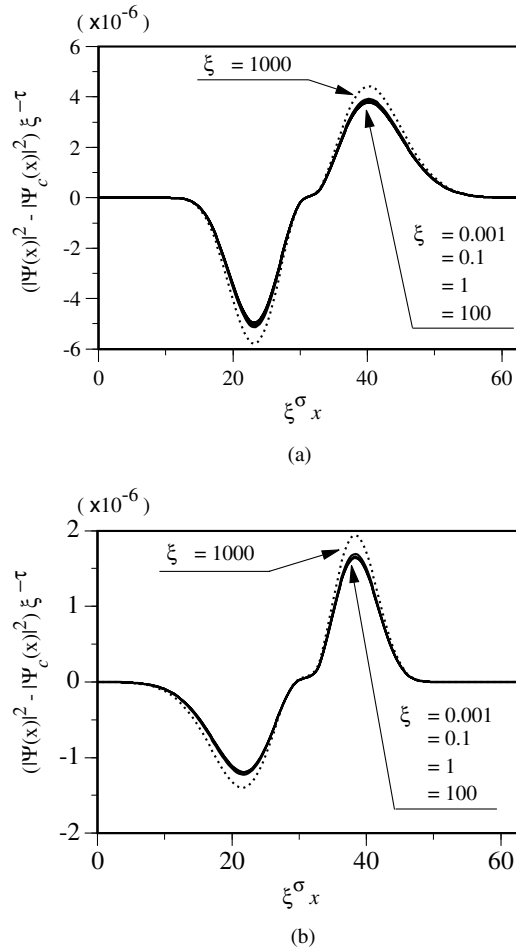 ( x10-6)
6
4
2
0
-2
-4
-6
(|Ψ(x)|2 - |Ψc(x)|2) ξ−τ
ξ = 1000
ξ = 0.001
= 0.1
= 1
= 100
0 20 40 60
ξσ x
(a)
( x10-6)
2
1
0
-1
-2
(|Ψ(x)|2 - |Ψc(x)|2) ξ−τ
ξ = 1000
ξ = 0.001
= 0.1
= 1
= 100
0 20 40 60
ξσ x
(b)